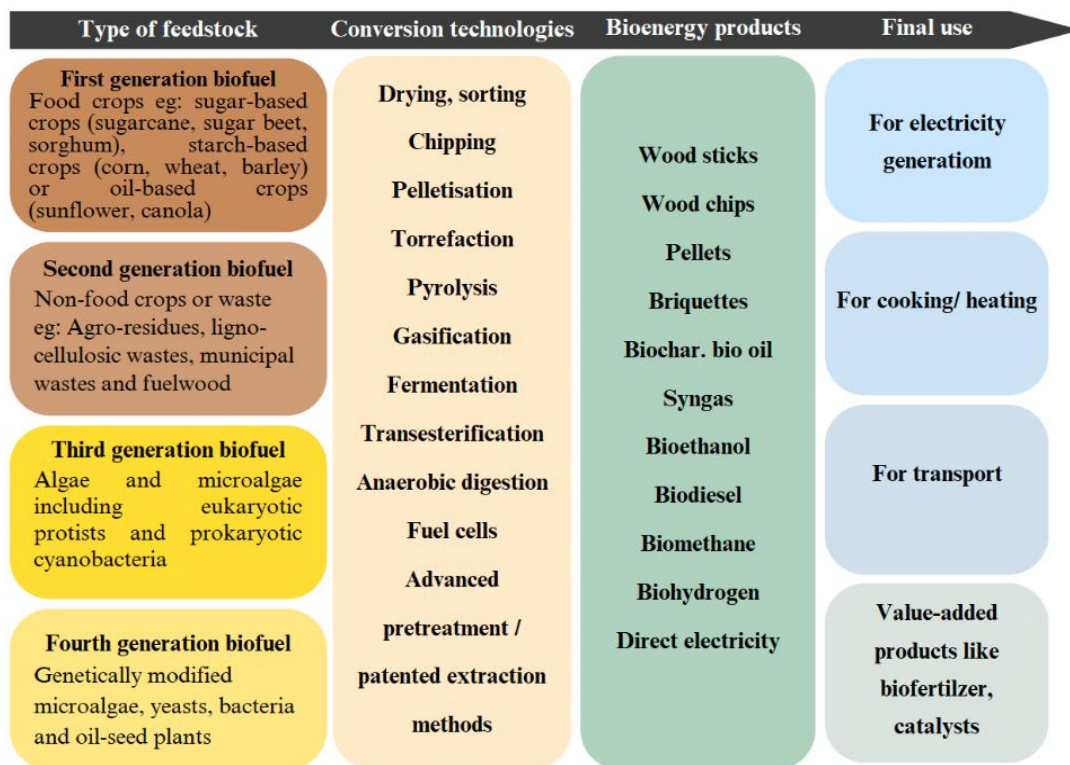 Type of feedstock
Conversion technologies
Bioenergy products
Final use
First generation biofuel
Food crops eg: sugar-based
crops (sugarcane, sugar beet,
sorghum), starch-based
crops (corn, wheat, barley)
or oil-based crops
(sunflower, canola)
Second generation biofuel
Non-food crops or waste
eg: Agro-residues, ligno-
cellulosic wastes, municipal
wastes and fuelwood
Third generation biofuel
Algae and microalgae
including eukaryotic
protists and prokaryotic
cyanobacteria
Fourth generation biofuel
Genetically modified
microalgae, yeasts, bacteria
and oil-seed plants
Drying, sorting
Chipping
Pelletisation
Torrefaction
Pyrolysis
Gasification
Fermentation
Transesterification
Anaerobic digestion
Fuel cells
Advanced
pretreatment /
patented extraction
methods
Wood sticks
Wood chips
Pellets
Briquettes
Biochar. bio oil
Syngas
Bioethanol
Biodiesel
Biomethane
Biohydrogen
Direct electricity
For electricity
generatiom
For cooking/ heating
For transport
Value-added
products like
biofertilzer,
catalysts